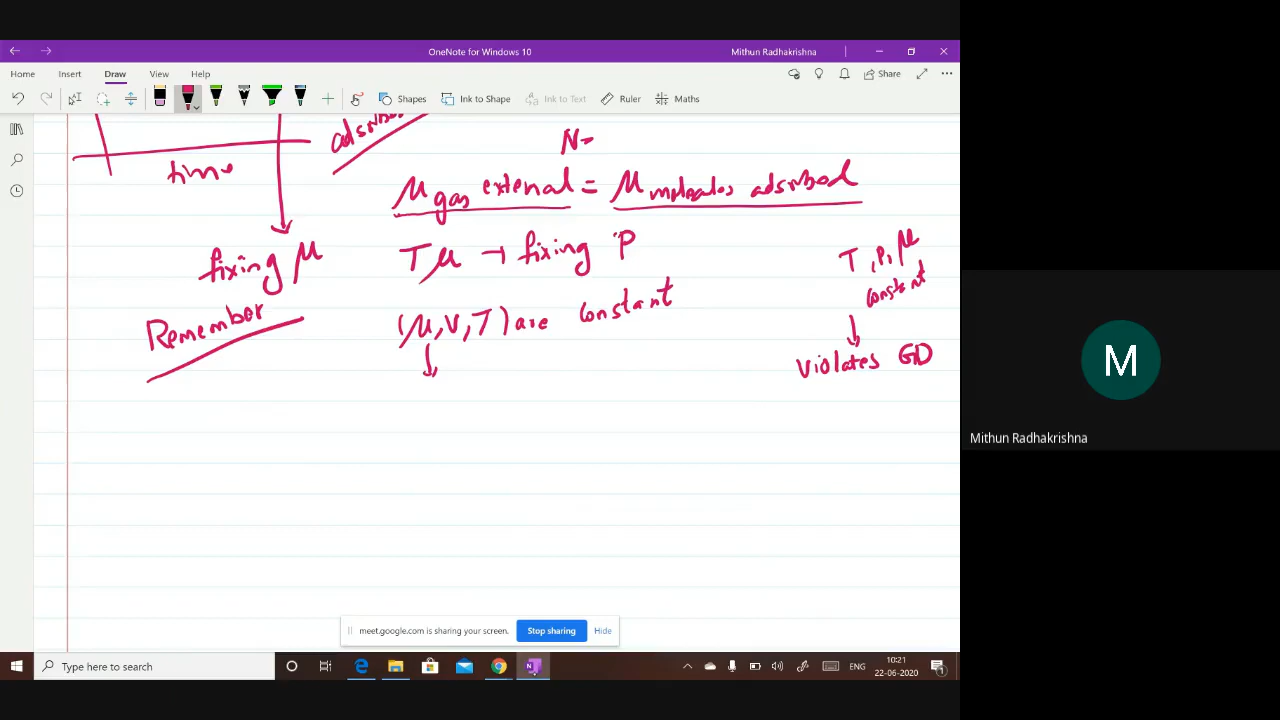 OneNote for Windows 10
Mithun Radhakrishna
Home Insert Draw View Help
Share
Shapes Ink to Shape Ink to Text Ruler Maths
adsorbed
time
N=
μ gas external = μ molecules adsorbed
fixing μ
T μ → fixing P
T, P, μ
constant
Remember
(μ, V, T) are constant
↓
↓
violates GD
M
Mithun Radhakrishna
meet.google.com is sharing your screen. Stop sharing Hide
Type here to search
ENG
10:21
22-06-2020